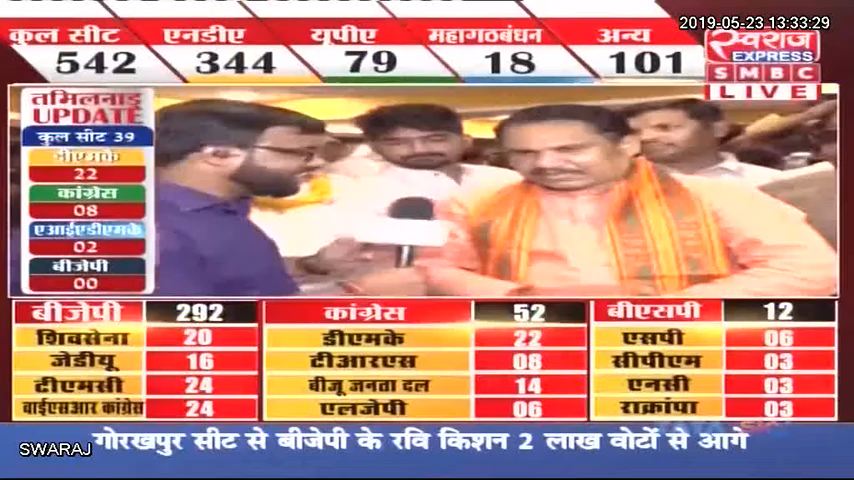 2019-05-23 13:33:29
कुल सीट एनडीए यूपीए महागठबंधन अन्य
542 344 79 18 101
स्वराज
EXPRESS
SMBC
LIVE
तमिलनाडु
UPDATE
कुल सीट 39
डीएमके
22
कांग्रेस
08
एआईएडीएमके
02
बीजेपी
00
बीजेपी 292 कांग्रेस 52 बीएसपी 12
शिवसेना 20 डीएमके 22 एसपी 06
जेडीयू 16 टीआरएस 08 सीपीएम 03
टीएमसी 24 बीजू जनता दल 14 एनसी 03
वाईएसआर कांग्रेस 24 एलजेपी 06 राकांपा 03
गोरखपुर सीट से बीजेपी के रवि किशन 2 लाख वोटों से आगे
SWARAJ